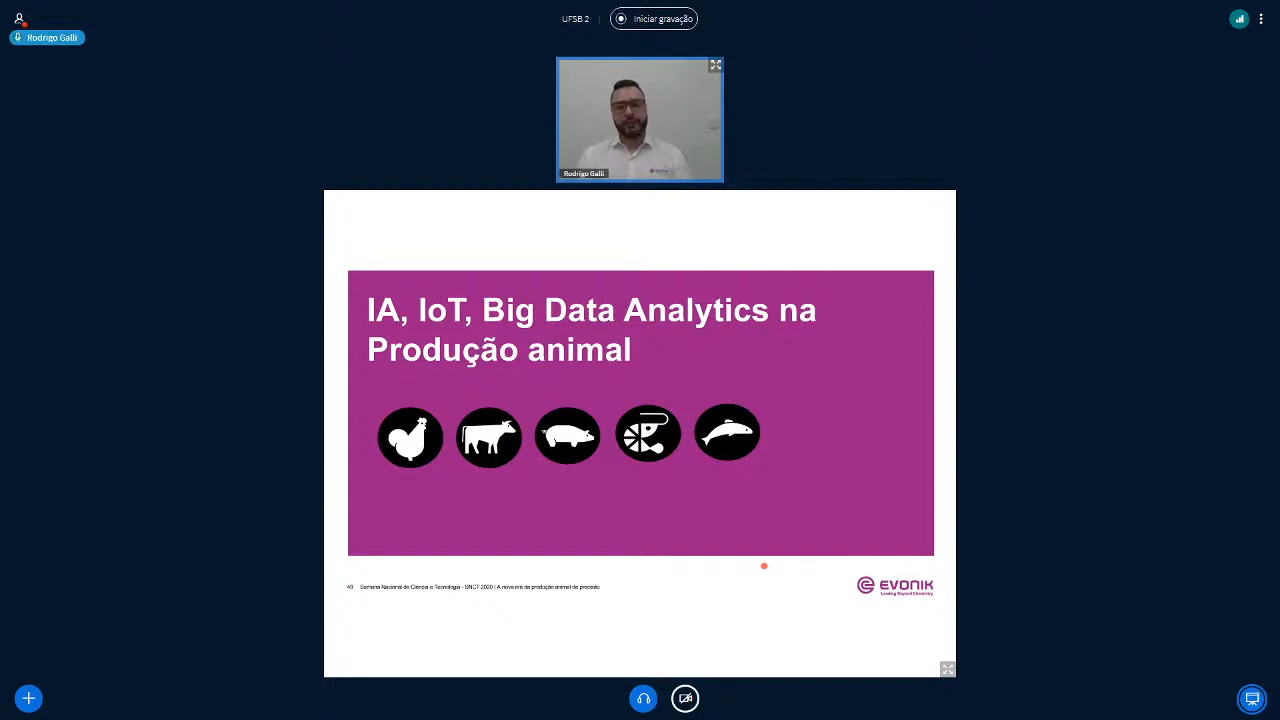 UFSB 2
Iniciar gravação
Rodrigo Galli
Rodrigo Galli
IA, IoT, Big Data Analytics na
Produção animal
49 Semana Nacional de Ciência e Tecnologia - SNCT 2020 | A nova era da produção animal de precisão
EVONIK
Leading Beyond Chemistry